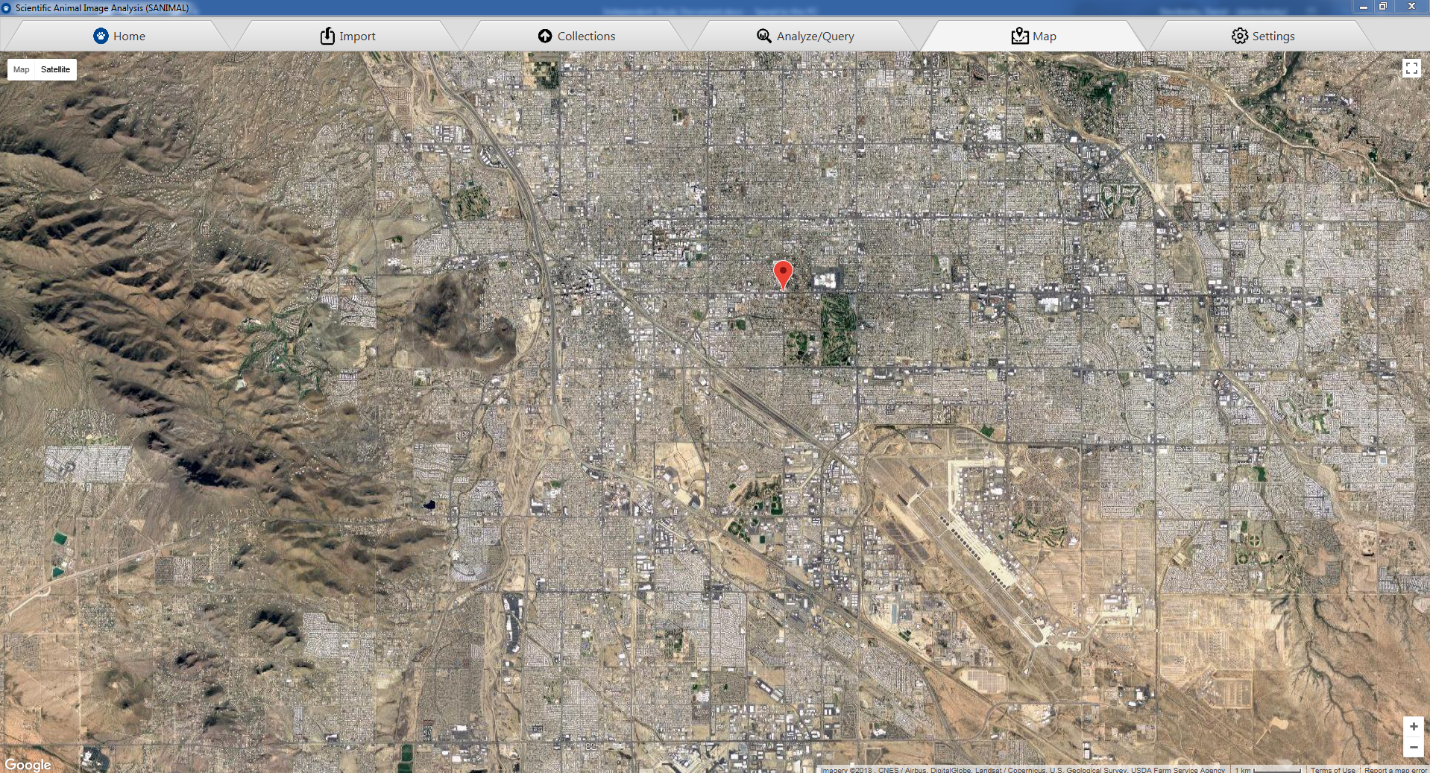 Scientific Animal Image Analysis (SANIMAL)
Home
Import
Collections
Analyze/Query
Map
Settings
Map Satellite
+
−
Google
Imagery ©2018 , CNES / Airbus, DigitalGlobe, Landsat / Copernicus, U.S. Geological Survey, USDA Farm Service Agency 1 km Terms of Use Report a map error